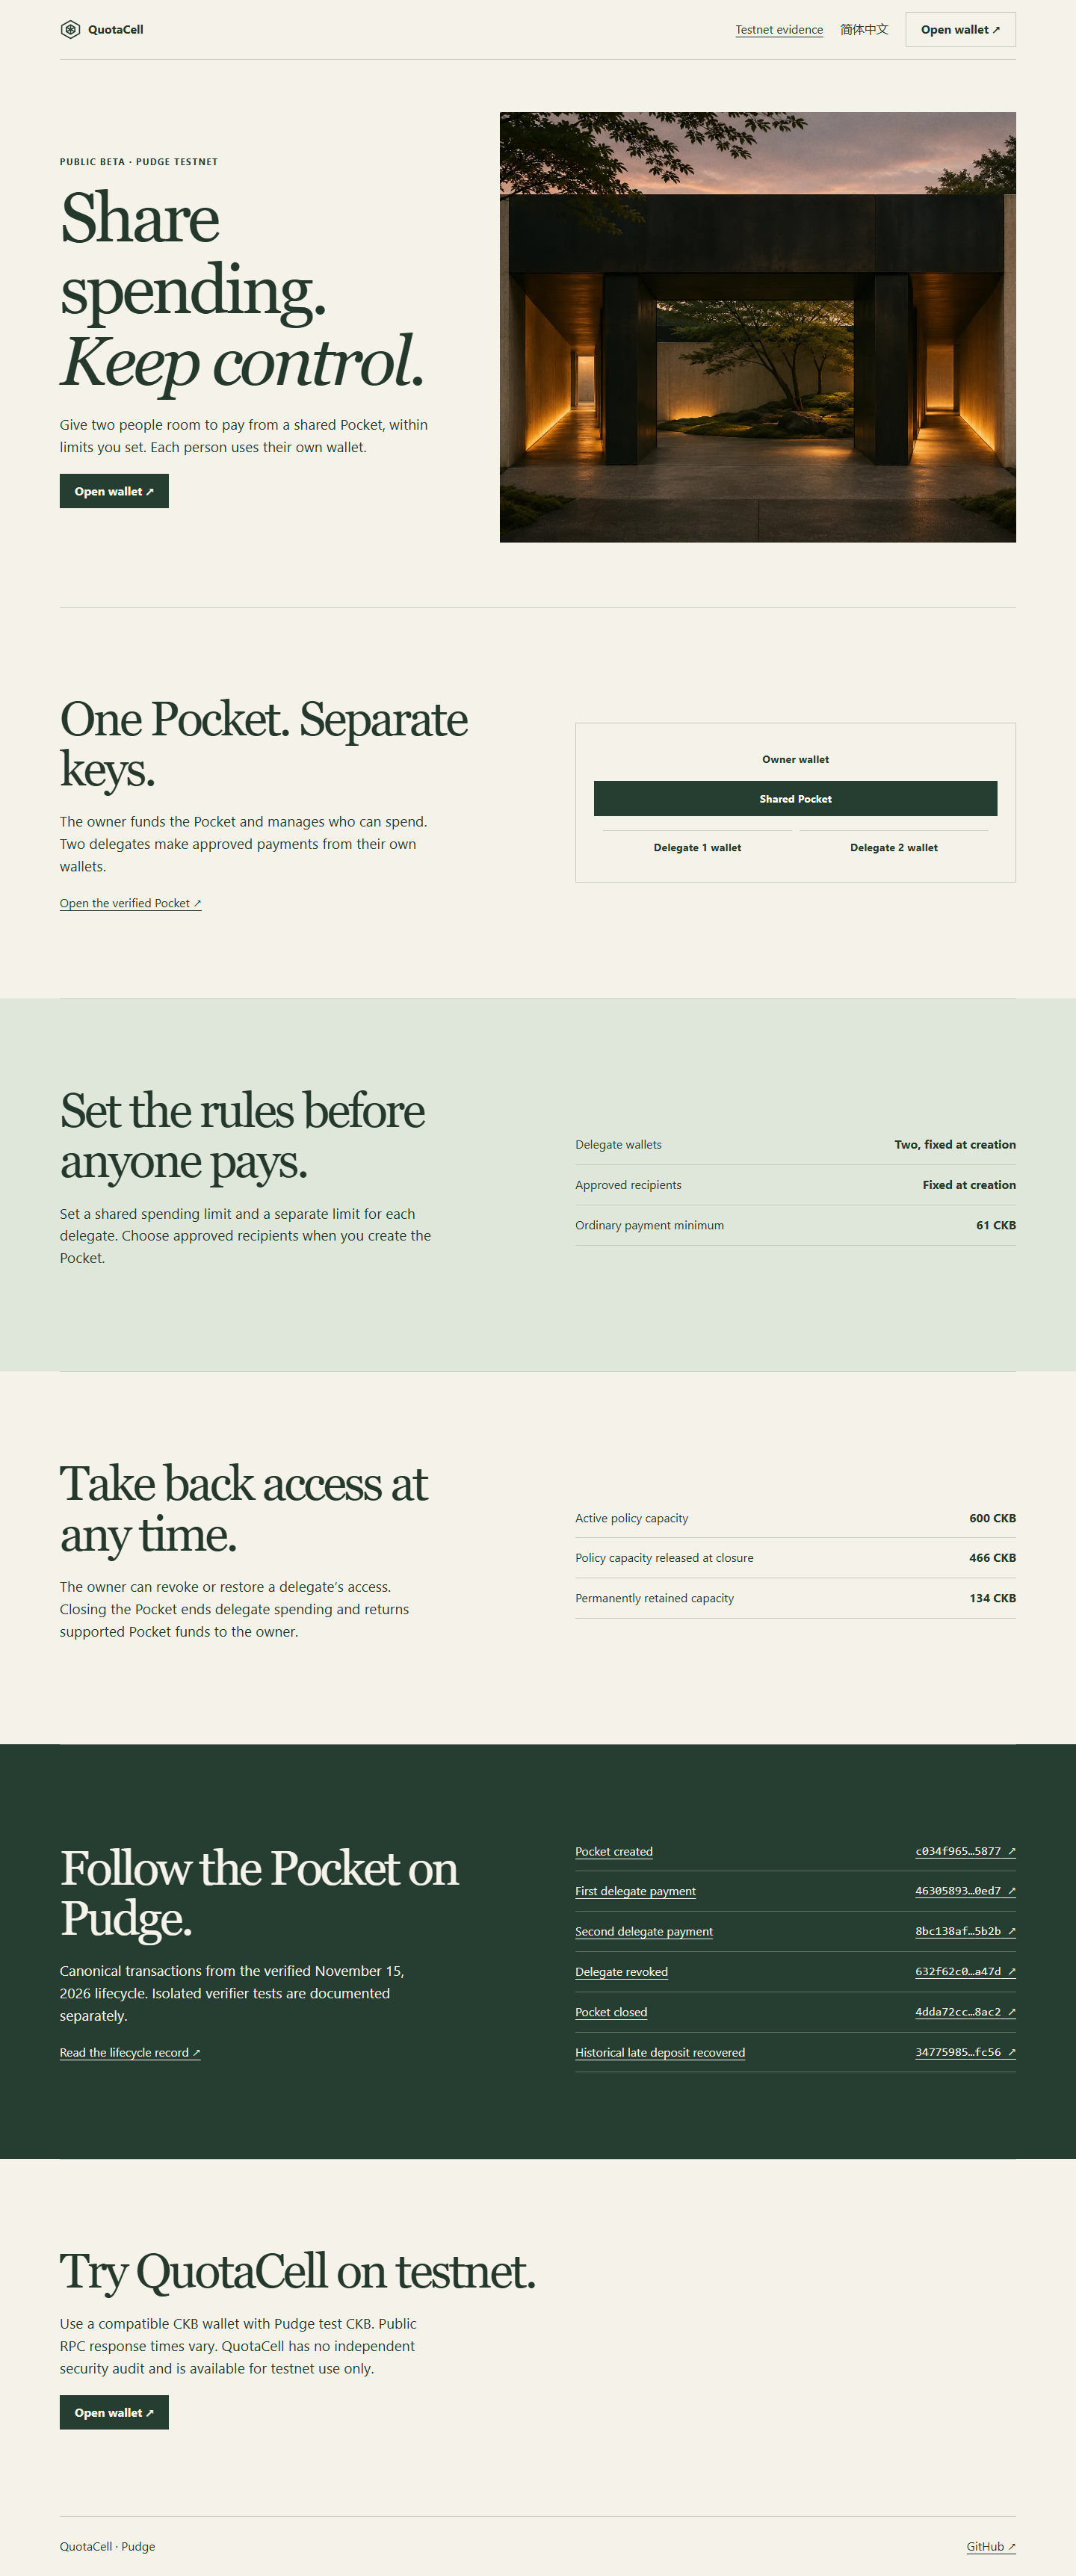 QuotaCell
Testnet evidence
简体中文
Open wallet ↗
PUBLIC BETA · PUDGE TESTNET
Share
spending.
Keep control.
Give two people room to pay from a shared Pocket, within
limits you set. Each person uses their own wallet.
Open wallet ↗
One Pocket. Separate
keys.
The owner funds the Pocket and manages who can spend.
Two delegates make approved payments from their own
wallets.
Open the verified Pocket ↗
Owner wallet
Shared Pocket
Delegate 1 wallet
Delegate 2 wallet
Set the rules before
anyone pays.
Set a shared spending limit and a separate limit for each
delegate. Choose approved recipients when you create the
Pocket.
Delegate wallets Two, fixed at creation
Approved recipients Fixed at creation
Ordinary payment minimum 61 CKB
Take back access at
any time.
The owner can revoke or restore a delegate's access.
Closing the Pocket ends delegate spending and returns
supported Pocket funds to the owner.
Active policy capacity 600 CKB
Policy capacity released at closure 466 CKB
Permanently retained capacity 134 CKB
Follow the Pocket on
Pudge.
Canonical transactions from the verified November 15,
2026 lifecycle. Isolated verifier tests are documented
separately.
Read the lifecycle record ↗
Pocket created c034f965…5877 ↗
First delegate payment 46305893…0ed7 ↗
Second delegate payment 8bc138af…5b2b ↗
Delegate revoked 632f62c0…a47d ↗
Pocket closed 4dda72cc…8ac2 ↗
Historical late deposit recovered 34775985…fc56 ↗
Try QuotaCell on testnet.
Use a compatible CKB wallet with Pudge test CKB. Public
RPC response times vary. QuotaCell has no independent
security audit and is available for testnet use only.
Open wallet ↗
QuotaCell · Pudge
GitHub ↗